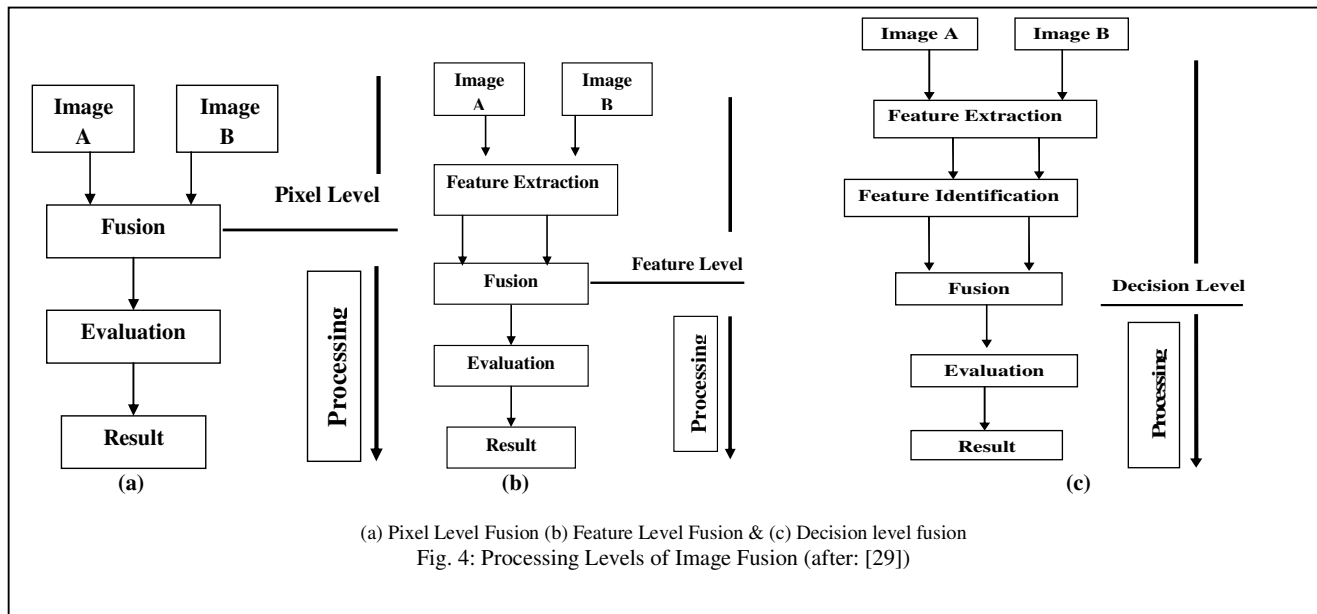 Image
A
Image
B
Pixel Level
Fusion
Evaluation
Processing
Result
(a)
Image
A
Image
B
Feature Extraction
Feature Level
Fusion
Evaluation
Processing
Result
(b)
Image A
Image B
Feature Extraction
Feature Identification
Fusion
Decision Level
Evaluation
Processing
Result
(c)
(a) Pixel Level Fusion (b) Feature Level Fusion & (c) Decision level fusion
Fig. 4: Processing Levels of Image Fusion (after: [29])